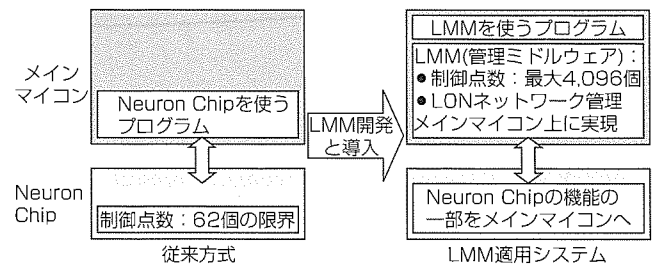 メイン
マイコン
Neuron Chipを使う
プログラム
Neuron
Chip
制御点数：62個の限界
従来方式
LMM開発
と導入
LMMを使うプログラム
LMM(管理ミドルウェア)：
●制御点数：最大4,096個
●LONネットワーク管理
メインマイコン上に実現
Neuron Chipの機能の
一部をメインマイコンへ
LMM適用システム